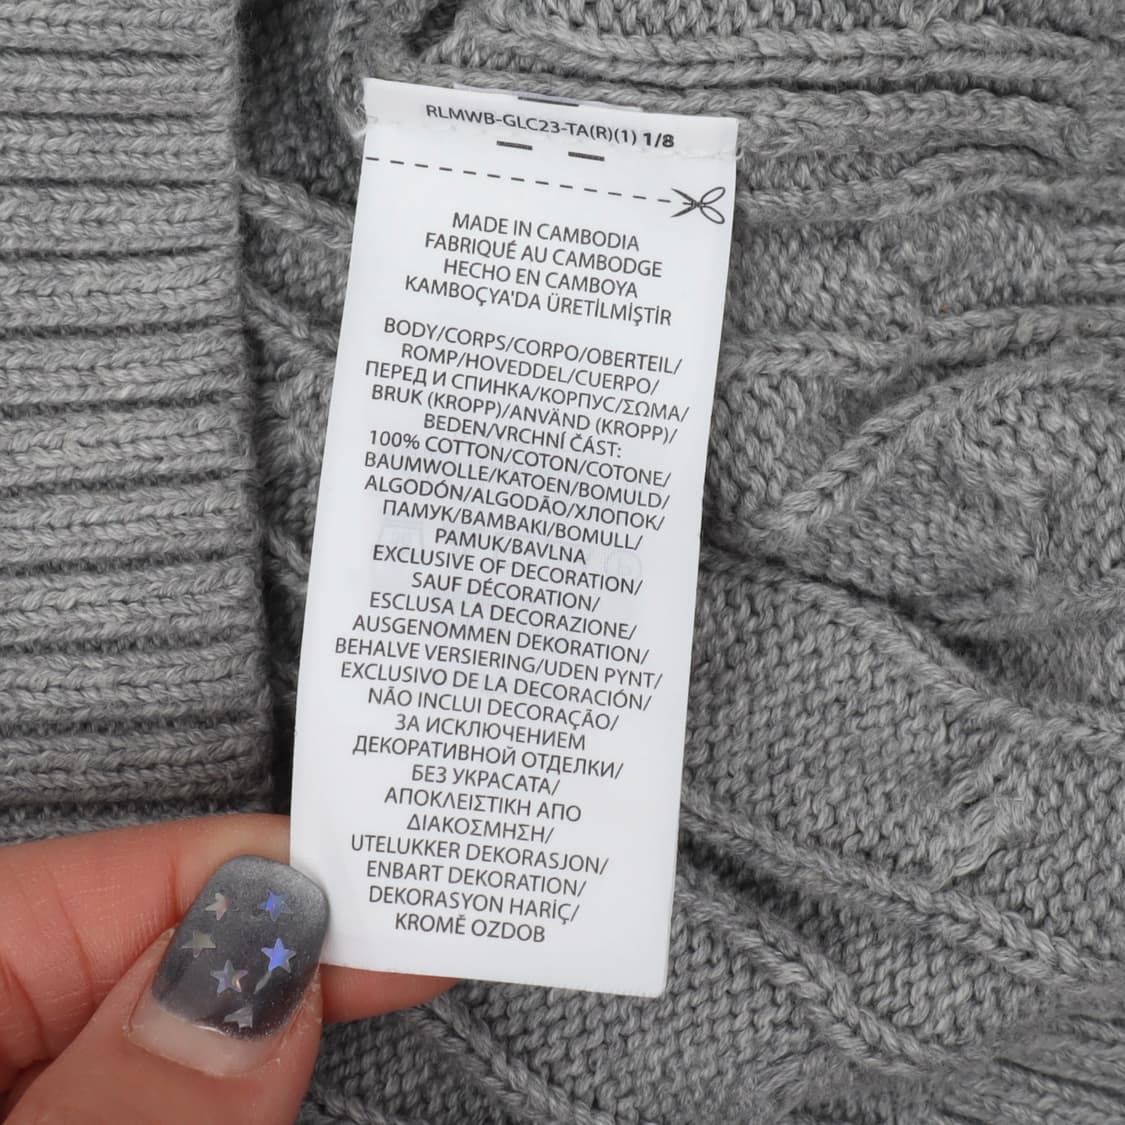 RLMWB-GLC23-TA(R)(1) 1/8
MADE IN CAMBODIA
FABRIQUÉ AU CAMBODGE
HECHO EN CAMBOYA
KAMBOÇYA'DA ÜRETİLMİŞTİR
BODY/CORPS/CORPO/OBERTEIL/
ROMP/HOVEDDEL/CUERPO/
ПЕРЕД И СПИНКА/КОРПУС/ΣΩΜΑ/
BRUK (KROPP)/ANVÄND (KROPP)/
BEDEN/VRCHNÍ ČÁST:
100% COTTON/COTON/COTONE/
BAUMWOLLE/KATOEN/BOMULD/
ALGODÓN/ALGODÃO/ХЛОПОК/
ПАМУК/BAMBAKI/BOMULL/
PAMUK/BAVLNA
EXCLUSIVE OF DECORATION/
SAUF DÉCORATION/
ESCLUSA LA DECORAZIONE/
AUSGENOMMEN DEKORATION/
BEHALVE VERSIERING/UDEN PYNT/
EXCLUSIVO DE LA DECORACIÓN/
NÃO INCLUI DECORAÇÃO/
ЗА ИСКЛЮЧЕНИЕМ
ДЕКОРАТИВНОЙ ОТДЕЛКИ/
БЕЗ УКРАСАТА/
ΑΠΟΚΛΕΙΣΤΙΚΗ ΑΠΟ
ΔΙΑΚΟΣΜΗΣΗ/
UTELUKKER DEKORASJON/
ENBART DEKORATION/
DEKORASYON HARİÇ/
KROMĚ OZDOB